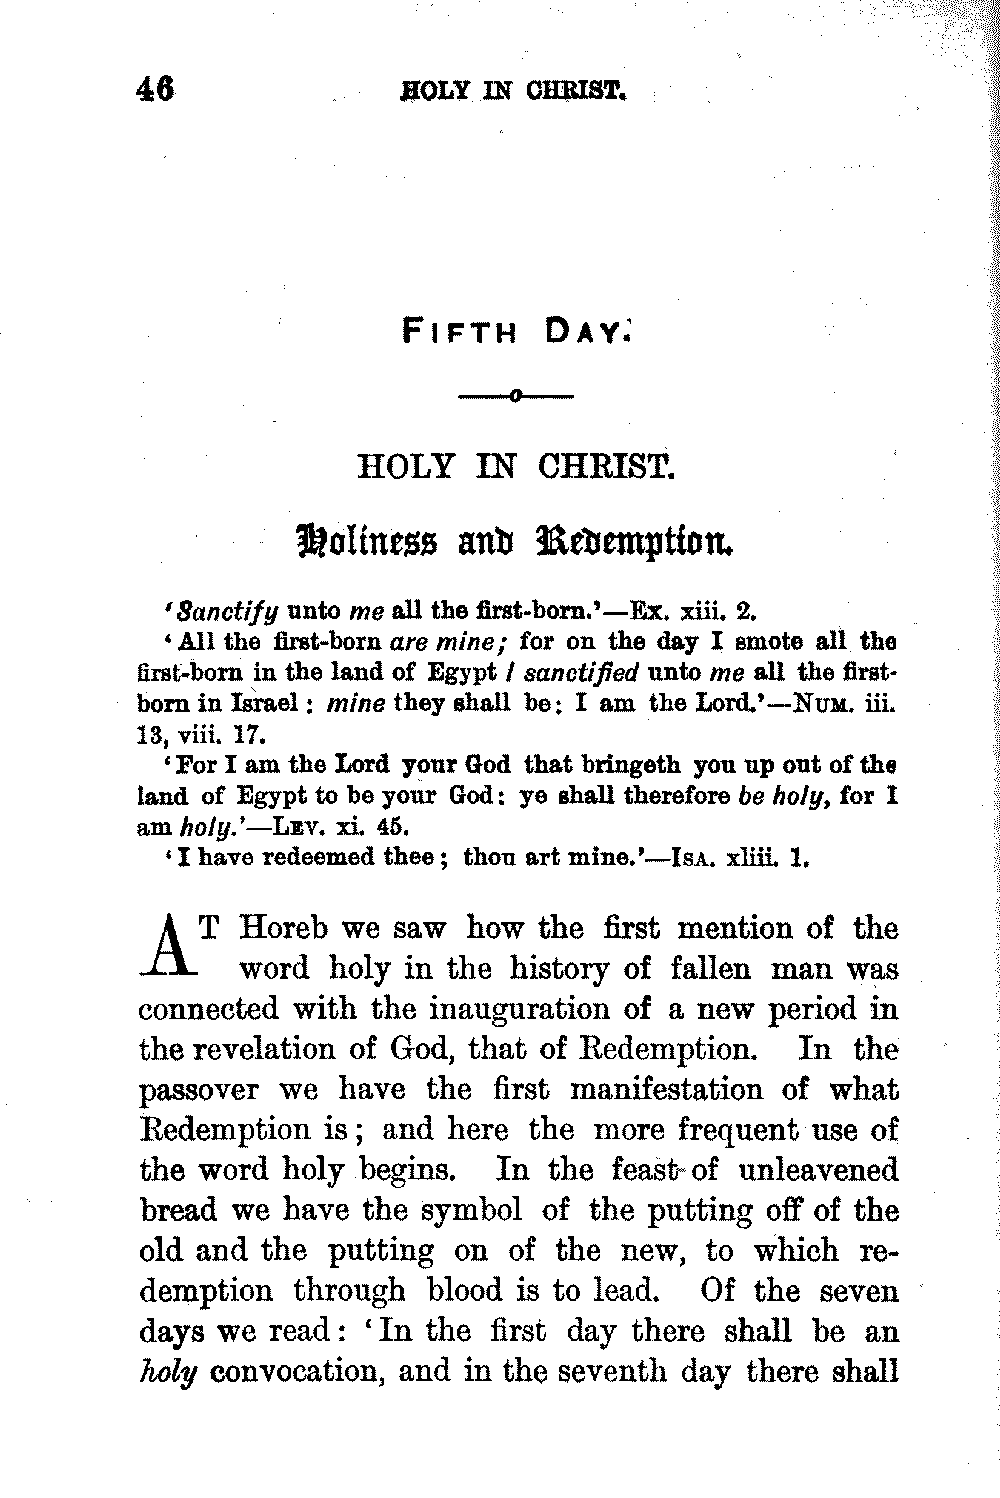 46 HOLY IN CHRIST.
FIFTH DAY.
HOLY IN CHRIST.
Holiness and Redemption.
‘Sanctify unto me all the first-born.’—Ex. xiii. 2.
‘All the first-born are mine; for on the day I smote all the
first-born in the land of Egypt I sanctified unto me all the first-
born in Israel: mine they shall be: I am the Lord.’—NUM. iii.
13, viii. 17.
‘For I am the Lord your God that bringeth you up out of the
land of Egypt to be your God: ye shall therefore be holy, for I
am holy.’—LEV. xi. 45.
‘I have redeemed thee; thou art mine.’—ISA. xliii. 1.
AT Horeb we saw how the first mention of the
word holy in the history of fallen man was
connected with the inauguration of a new period in
the revelation of God, that of Redemption. In the
passover we have the first manifestation of what
Redemption is; and here the more frequent use of
the word holy begins. In the feast of unleavened
bread we have the symbol of the putting off of the
old and the putting on of the new, to which re-
demption through blood is to lead. Of the seven
days we read: ‘In the first day there shall be an
holy convocation, and in the seventh day there shall